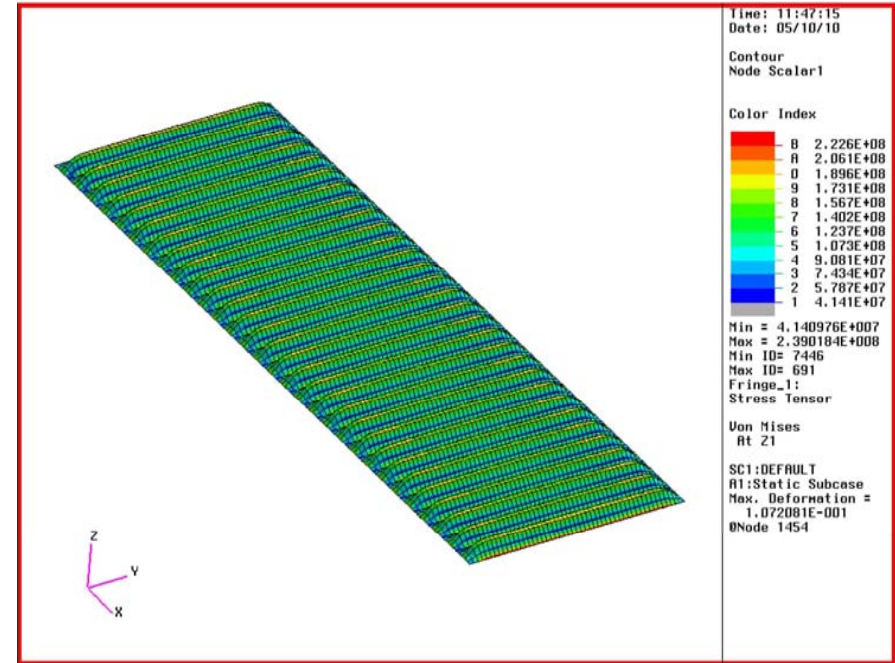 Time: 11:47:15
Date: 05/10/10
Contour
Node Scalar1
Color Index
B 2.226E+08
A 2.061E+08
0 1.896E+08
9 1.731E+08
8 1.567E+08
7 1.402E+08
6 1.237E+08
5 1.073E+08
4 9.081E+07
3 7.434E+07
2 5.787E+07
1 4.141E+07
Min = 4.140976E+007
Max = 2.390184E+008
Min ID= 7446
Max ID= 691
Fringe_1:
Stress Tensor
Von Mises
At Z1
SC1:DEFAULT
A1:Static Subcase
Max. Deformation =
1.072081E-001
@Node 1454
Z
Y
X